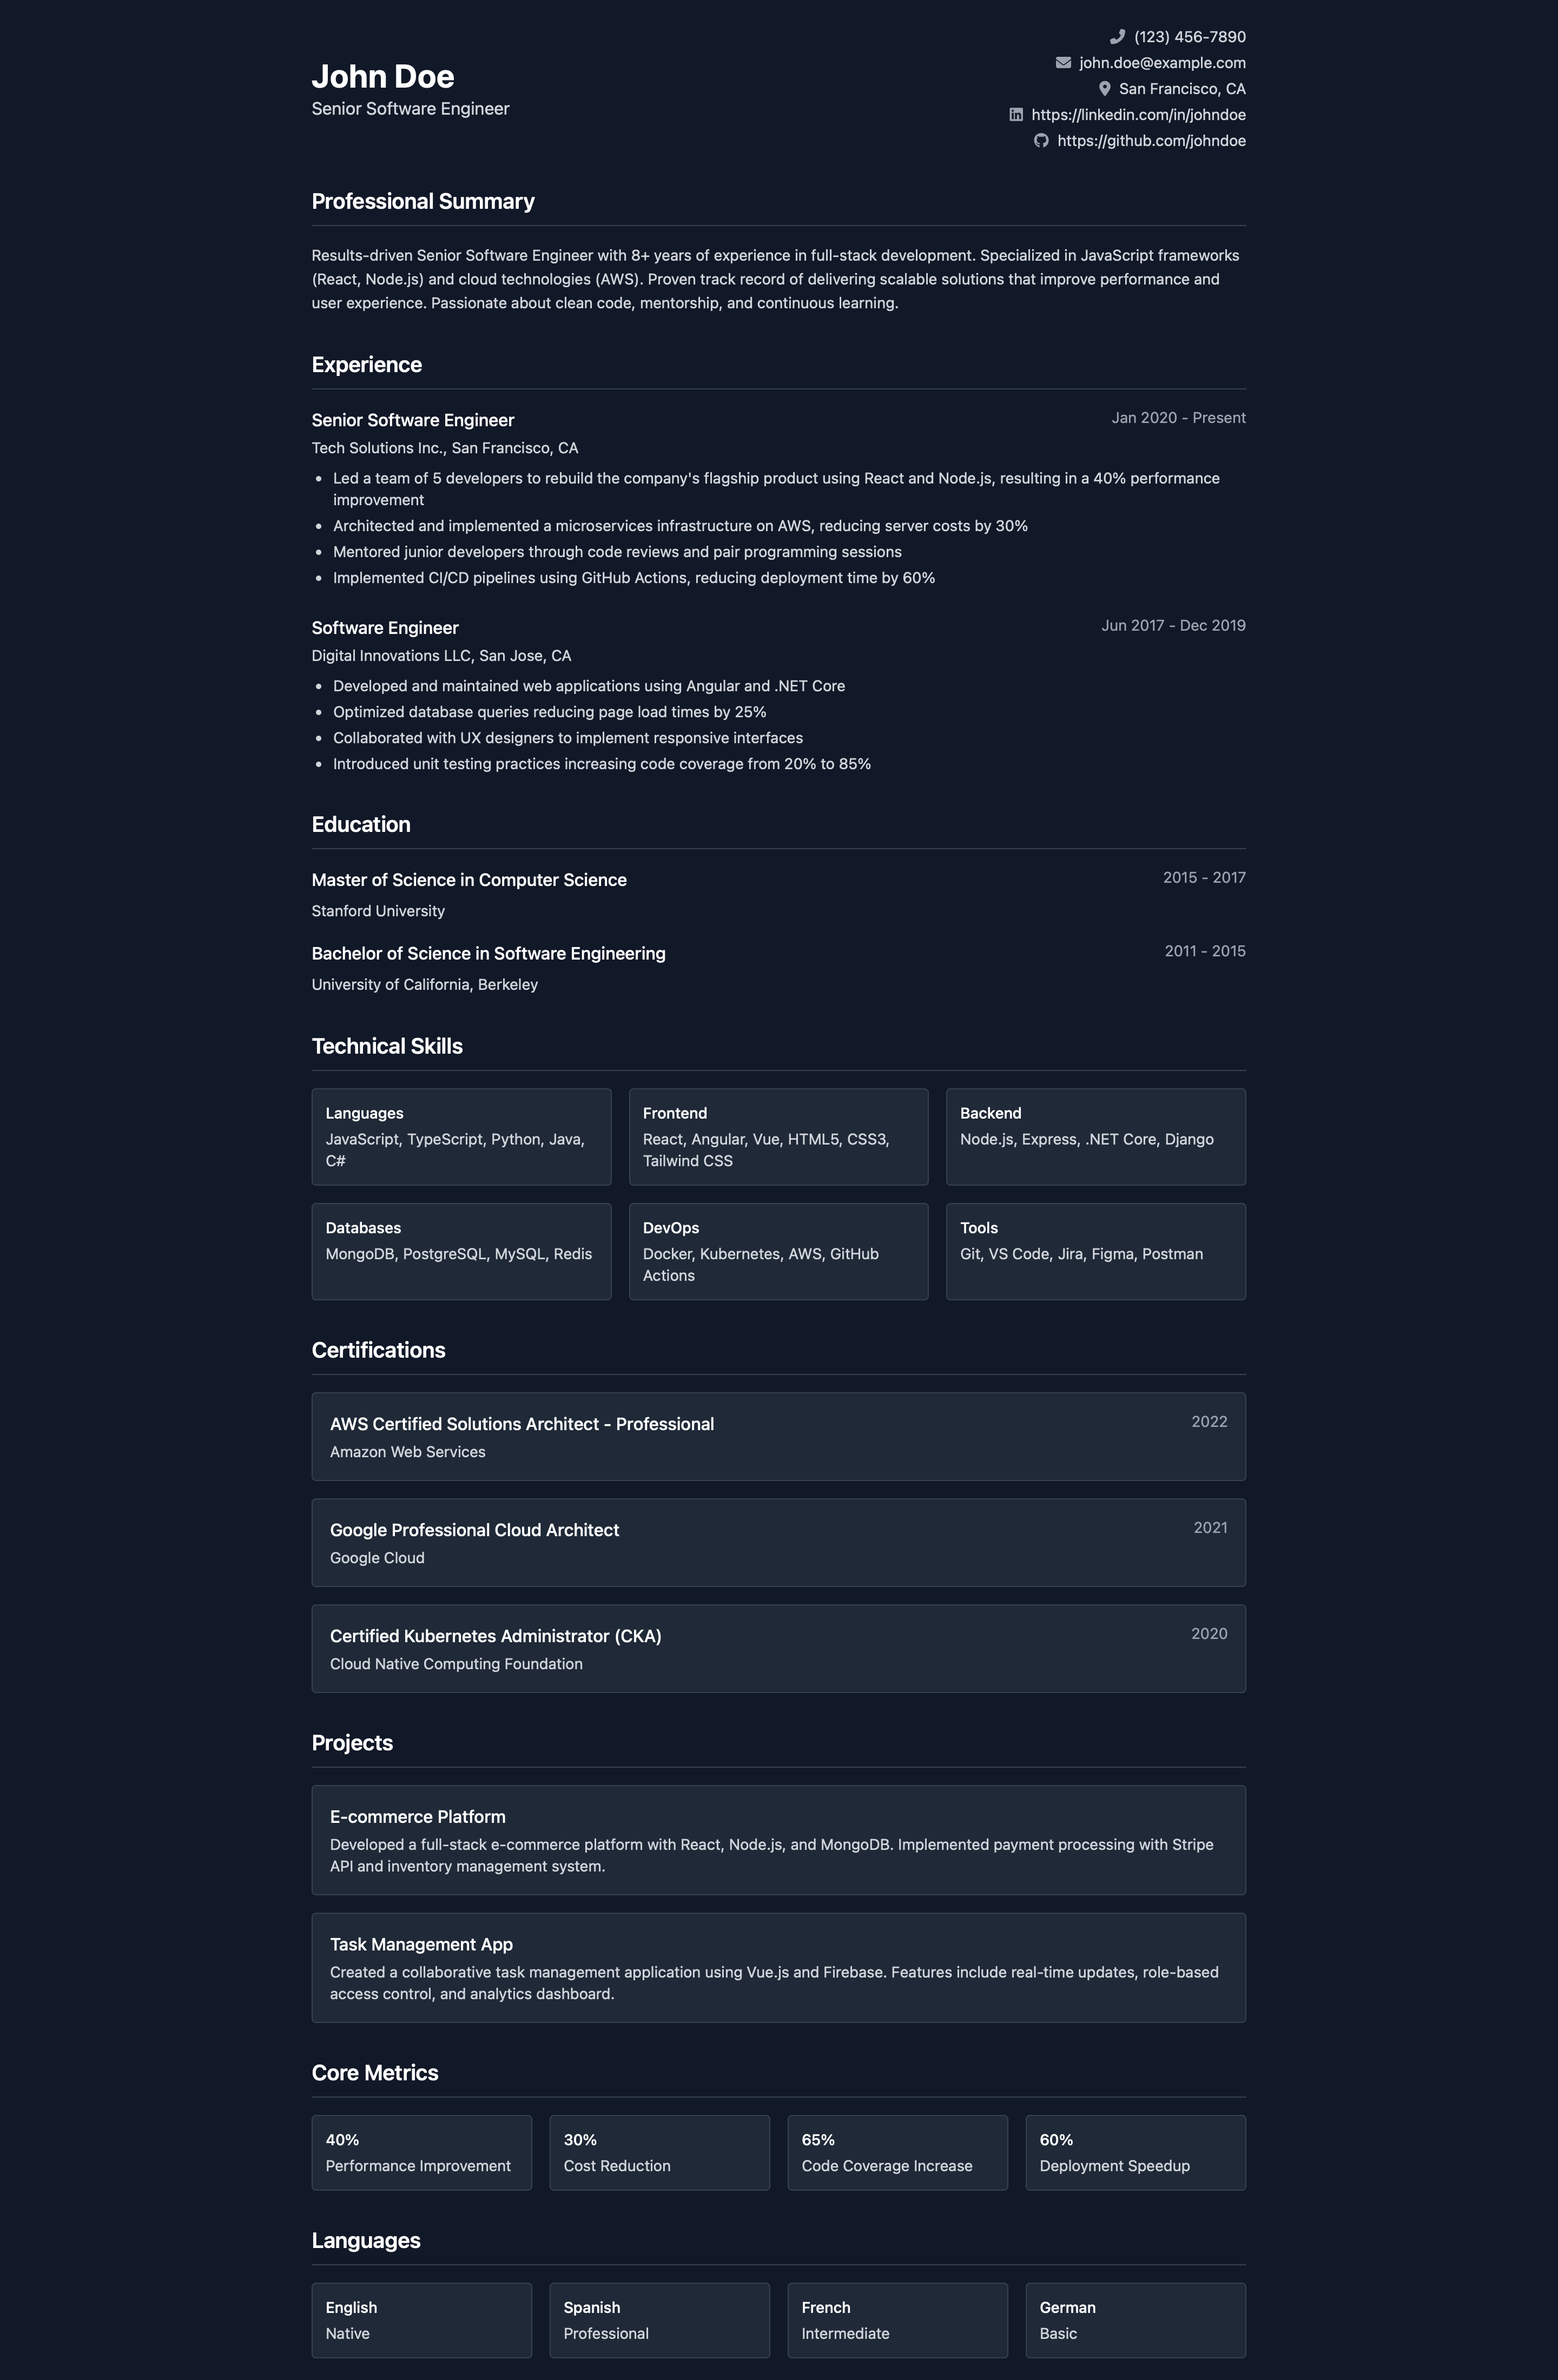 John Doe
Senior Software Engineer
(123) 456-7890
john.doe@example.com
San Francisco, CA
https://linkedin.com/in/johndoe
https://github.com/johndoe
Professional Summary
Results-driven Senior Software Engineer with 8+ years of experience in full-stack development. Specialized in JavaScript frameworks
(React, Node.js) and cloud technologies (AWS). Proven track record of delivering scalable solutions that improve performance and
user experience. Passionate about clean code, mentorship, and continuous learning.
Experience
Senior Software Engineer
Jan 2020 - Present
Tech Solutions Inc., San Francisco, CA
• Led a team of 5 developers to rebuild the company's flagship product using React and Node.js, resulting in a 40% performance
improvement
• Architected and implemented a microservices infrastructure on AWS, reducing server costs by 30%
• Mentored junior developers through code reviews and pair programming sessions
• Implemented CI/CD pipelines using GitHub Actions, reducing deployment time by 60%
Software Engineer
Jun 2017 - Dec 2019
Digital Innovations LLC, San Jose, CA
• Developed and maintained web applications using Angular and .NET Core
• Optimized database queries reducing page load times by 25%
• Collaborated with UX designers to implement responsive interfaces
• Introduced unit testing practices increasing code coverage from 20% to 85%
Education
Master of Science in Computer Science
2015 - 2017
Stanford University
Bachelor of Science in Software Engineering
2011 - 2015
University of California, Berkeley
Technical Skills
Languages
JavaScript, TypeScript, Python, Java,
C#
Frontend
React, Angular, Vue, HTML5, CSS3,
Tailwind CSS
Backend
Node.js, Express, .NET Core, Django
Databases
MongoDB, PostgreSQL, MySQL, Redis
DevOps
Docker, Kubernetes, AWS, GitHub
Actions
Tools
Git, VS Code, Jira, Figma, Postman
Certifications
AWS Certified Solutions Architect - Professional
2022
Amazon Web Services
Google Professional Cloud Architect
2021
Google Cloud
Certified Kubernetes Administrator (CKA)
2020
Cloud Native Computing Foundation
Projects
E-commerce Platform
Developed a full-stack e-commerce platform with React, Node.js, and MongoDB. Implemented payment processing with Stripe
API and inventory management system.
Task Management App
Created a collaborative task management application using Vue.js and Firebase. Features include real-time updates, role-based
access control, and analytics dashboard.
Core Metrics
40%
Performance Improvement
30%
Cost Reduction
65%
Code Coverage Increase
60%
Deployment Speedup
Languages
English
Native
Spanish
Professional
French
Intermediate
German
Basic